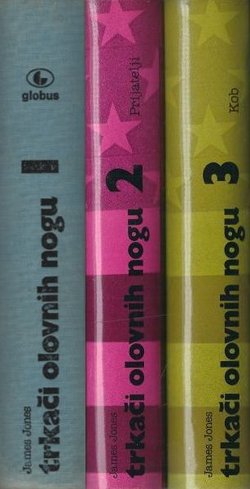 globus
James Jones
trkači olovnih nogu
Prijatelji
James Jones
trkači olovnih nogu 2
Kob
James Jones
trkači olovnih nogu 3